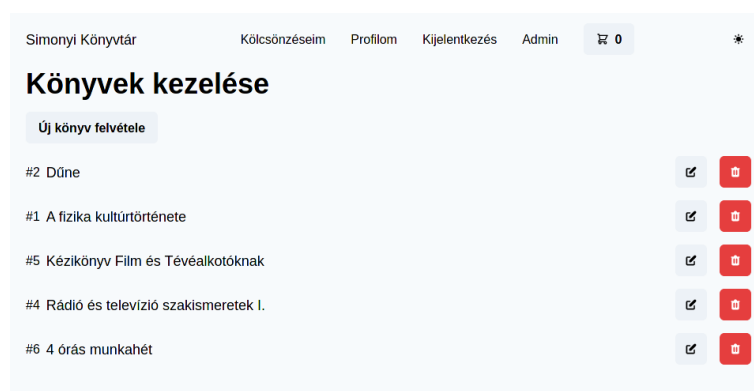 Simonyi Könyvtár Kölcsönzéseim Profilom Kijelentkezés Admin 0
Könyvek kezelése
Új könyv felvétele
#2 Dűne
#1 A fizika kultúrtörténete
#5 Kézikönyv Film és Tévéalkotóknak
#4 Rádió és televízió szakismeretek I.
#6 4 órás munkahét